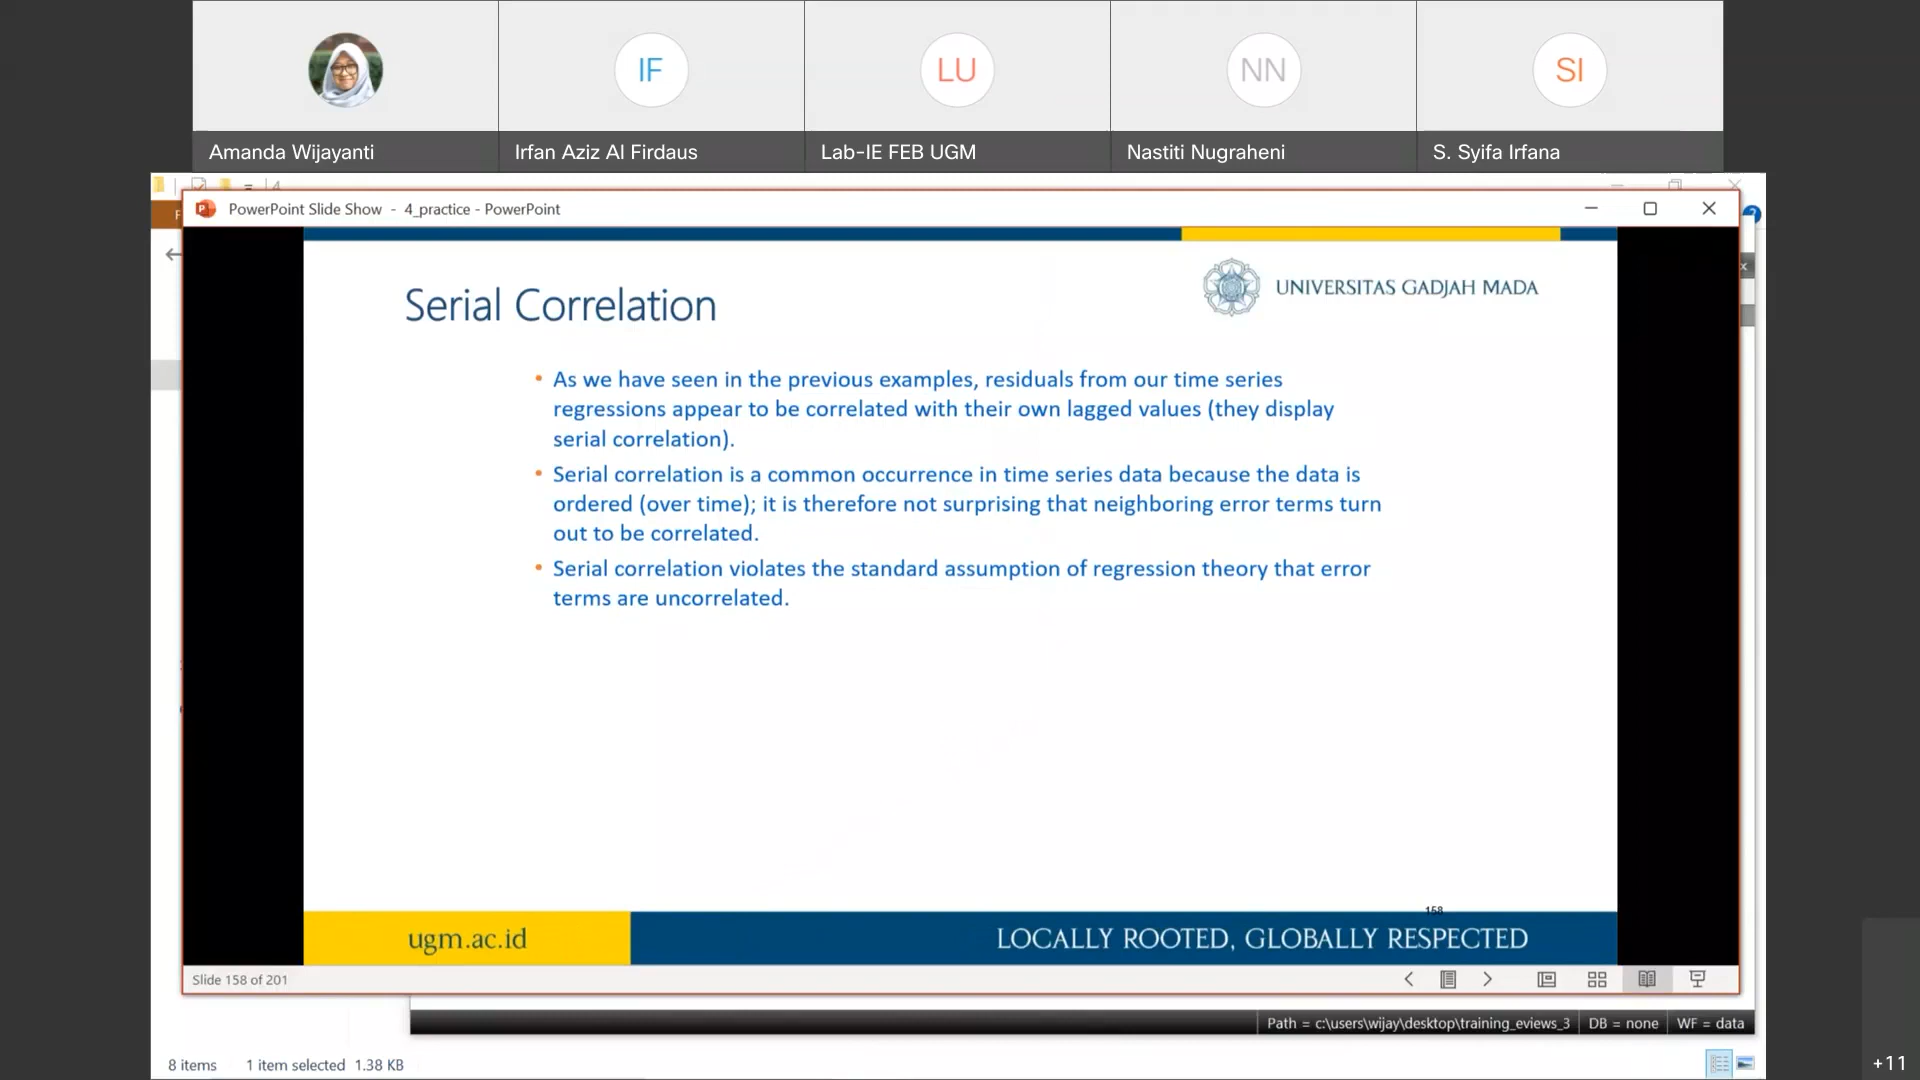 IF
LU
NN
SI
Amanda Wijayanti
Irfan Aziz Al Firdaus
Lab-IE FEB UGM
Nastiti Nugraheni
S. Syifa Irfana
4
PowerPoint Slide Show - 4_practice - PowerPoint
UNIVERSITAS GADJAH MADA
Serial Correlation
• As we have seen in the previous examples, residuals from our time series
regressions appear to be correlated with their own lagged values (they display
serial correlation).
• Serial correlation is a common occurrence in time series data because the data is
ordered (over time); it is therefore not surprising that neighboring error terms turn
out to be correlated.
• Serial correlation violates the standard assumption of regression theory that error
terms are uncorrelated.
158
ugm.ac.id
LOCALLY ROOTED, GLOBALLY RESPECTED
Slide 158 of 201
Path = c:\users\wijay\desktop\training_eviews_3
DB = none
WF = data
8 items
1 item selected 1.38 KB
+11